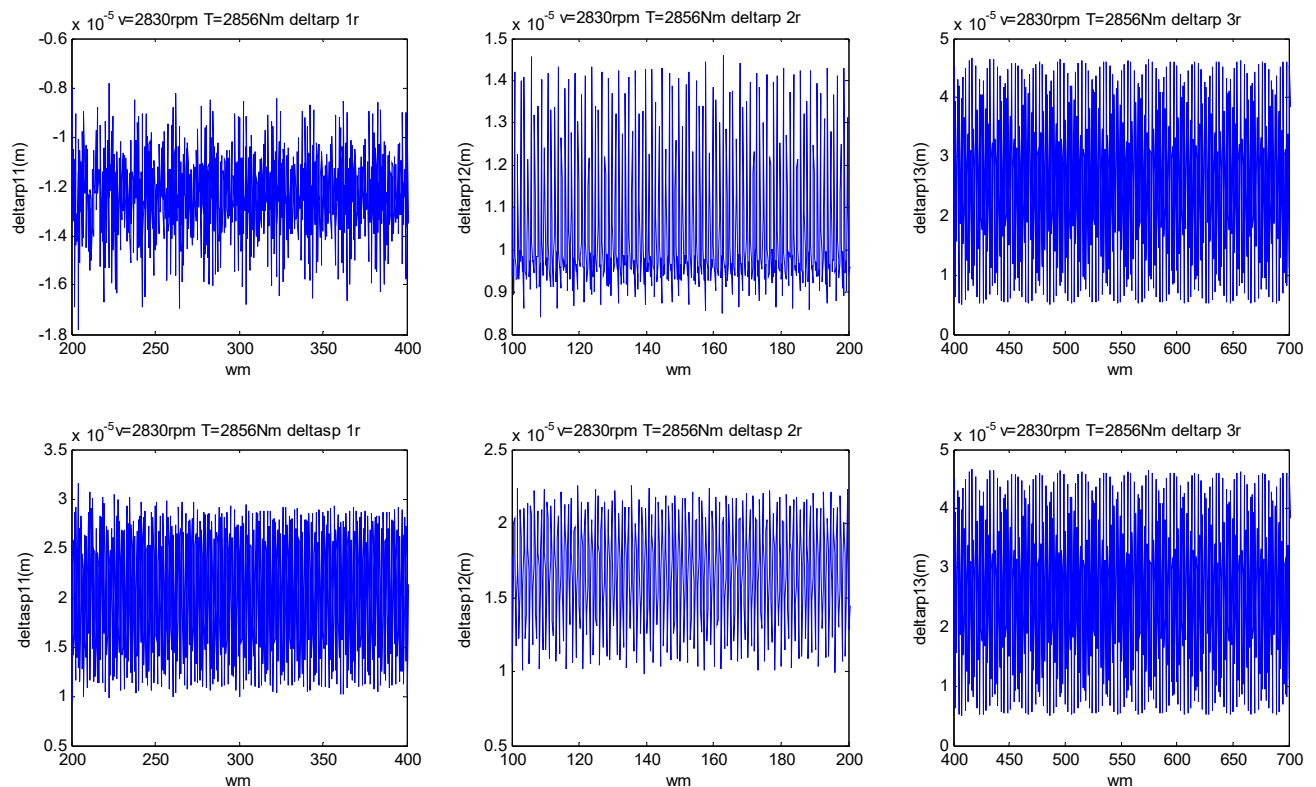 x 10^-5 v=2830rpm T=2856Nm deltarp 1r
-0.6
-0.8
-1
-1.2
-1.4
-1.6
-1.8
200 250 300 350 400
wm
deltarp11(m)
x 10^-5 v=2830rpm T=2856Nm deltarp 2r
1.5
1.4
1.3
1.2
1.1
1
0.9
0.8
100 120 140 160 180 200
wm
deltarp12(m)
x 10^-5 v=2830rpm T=2856Nm deltarp 3r
5
4
3
2
1
0
400 450 500 550 600 650 700
wm
deltarp13(m)
x 10^-5 v=2830rpm T=2856Nm deltasp 1r
3.5
3
2.5
2
1.5
1
0.5
200 250 300 350 400
wm
deltasp11(m)
x 10^-5 v=2830rpm T=2856Nm deltasp 2r
2.5
2
1.5
1
0.5
100 120 140 160 180 200
wm
deltasp12(m)
x 10^-5 v=2830rpm T=2856Nm deltarp 3r
5
4
3
2
1
0
400 450 500 550 600 650 700
wm
deltarp13(m)